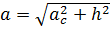 a = √(a_c^2 + h^2)